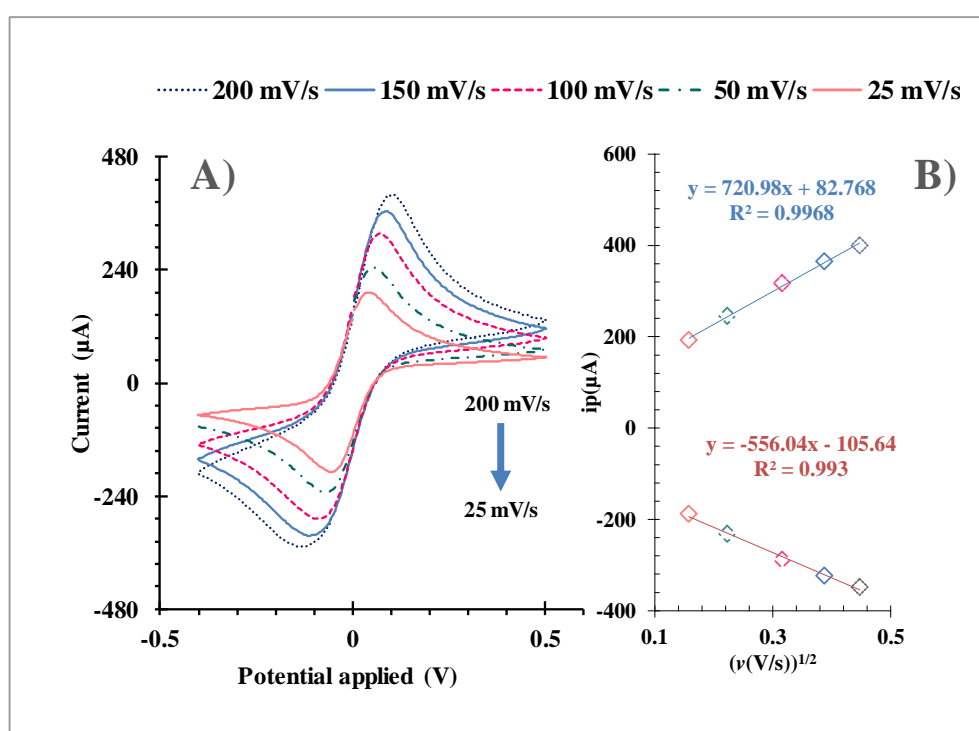 200 mV/s 150 mV/s 100 mV/s 50 mV/s 25 mV/s
A)
480
240
0
-240
-480
Current (µA)
-0.5 0 0.5
Potential applied (V)
200 mV/s
25 mV/s
B)
600
400
200
0
-200
-400
ip(µA)
y = 720.98x + 82.768
R² = 0.9968
y = -556.04x - 105.64
R² = 0.993
0.1 0.3 0.5
(v(V/s))¹/²